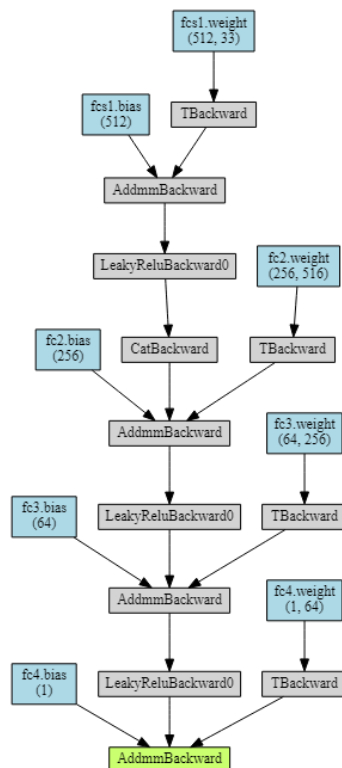 fcs1.weight
(512, 33)
fcs1.bias
(512)
TBackward
AddmmBackward
LeakyReluBackward0
fc2.weight
(256, 516)
fc2.bias
(256)
CatBackward
TBackward
AddmmBackward
fc3.weight
(64, 256)
fc3.bias
(64)
LeakyReluBackward0
TBackward
AddmmBackward
fc4.weight
(1, 64)
fc4.bias
(1)
LeakyReluBackward0
TBackward
AddmmBackward